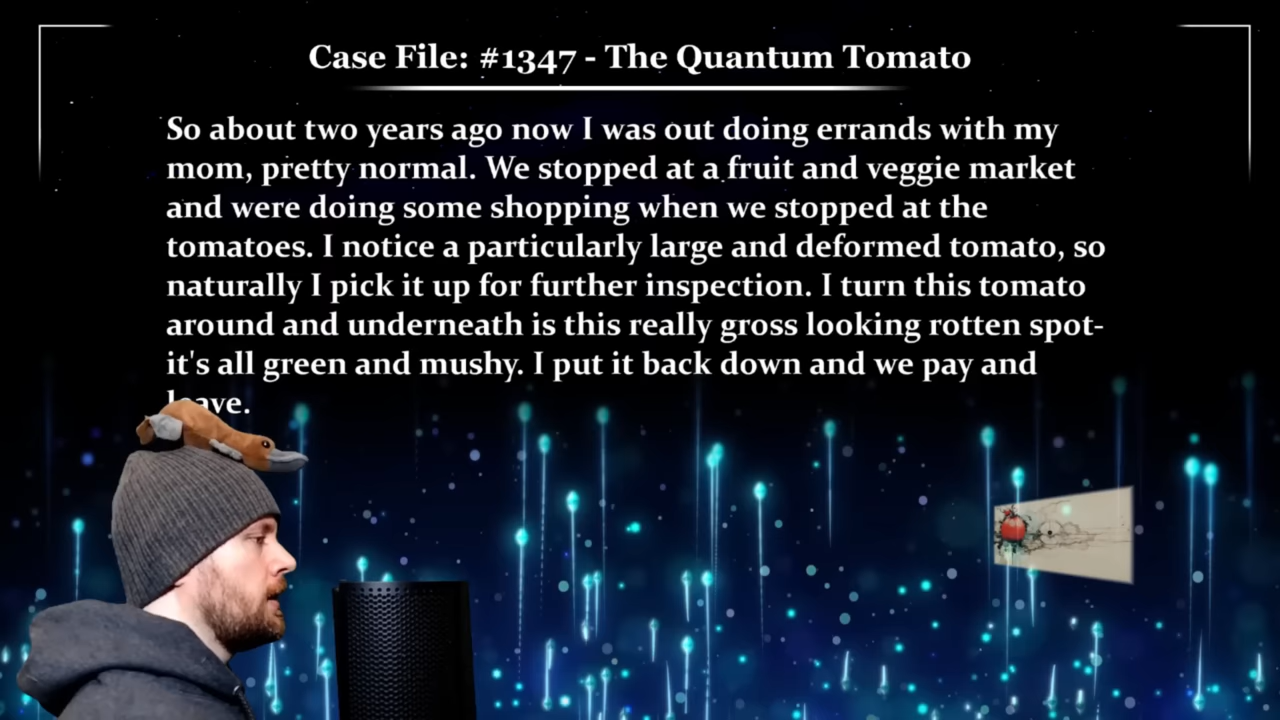 Case File: #1347 - The Quantum Tomato
So about two years ago now I was out doing errands with my
mom, pretty normal. We stopped at a fruit and veggie market
and were doing some shopping when we stopped at the
tomatoes. I notice a particularly large and deformed tomato, so
naturally I pick it up for further inspection. I turn this tomato
around and underneath is this really gross looking rotten spot-
it's all green and mushy. I put it back down and we pay and
leave.